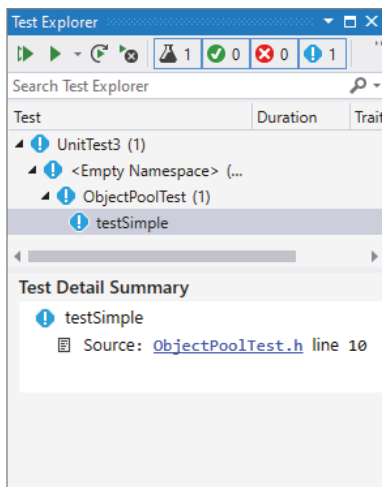 Test Explorer
1 0 0 1
Search Test Explorer
Test Duration Trait
UnitTest3 (1)
<Empty Namespace> (...
ObjectPoolTest (1)
testSimple
Test Detail Summary
testSimple
Source: ObjectPoolTest.h line 10